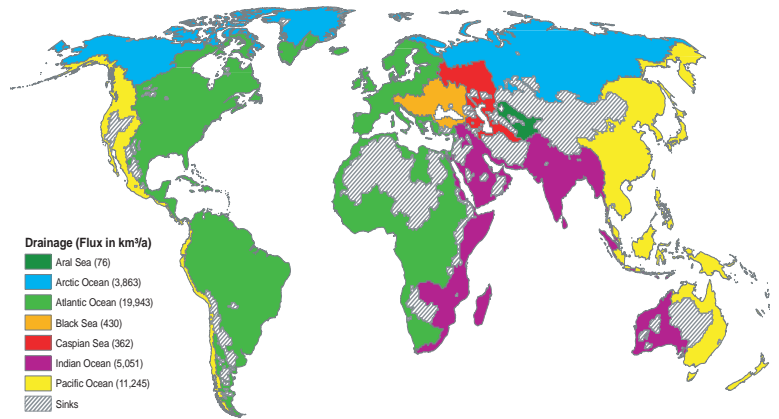 Drainage (Flux in km³/a)
Aral Sea (76)
Arctic Ocean (3,863)
Atlantic Ocean (19,943)
Black Sea (430)
Caspian Sea (362)
Indian Ocean (5,051)
Pacific Ocean (11,245)
Sinks